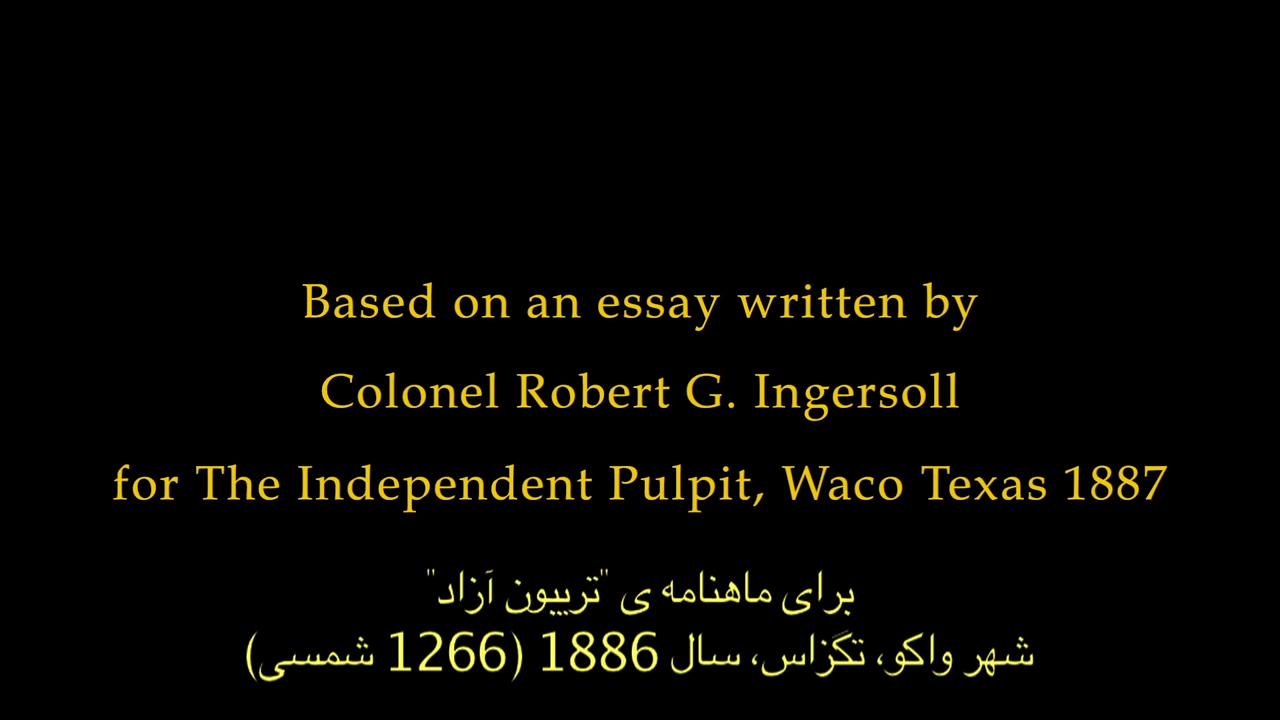 Based on an essay written by
Colonel Robert G. Ingersoll
for The Independent Pulpit, Waco Texas 1887
برای ماهنامه ی "تریبون آزاد"
شهر واکو، تگزاس، سال 1886 (1266 شمسی)